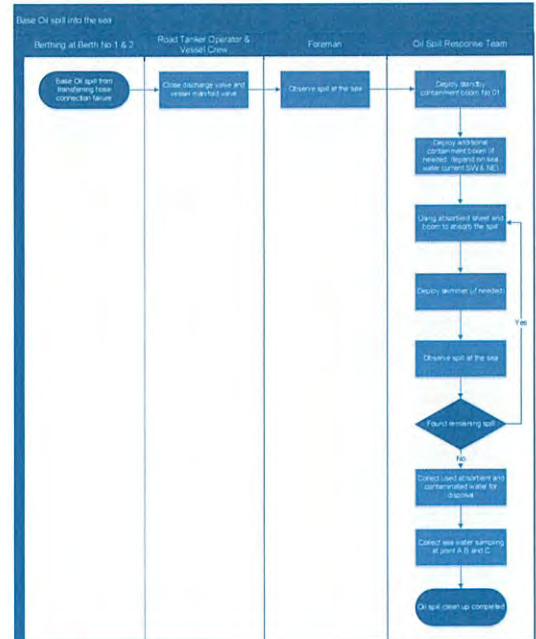 Base Oil spill into the sea
Berthing at Berth No 1 & 2
Road Tanker Operator &
Vessel Crew
Foreman
Oil Spill Response Team
Base Oil spill from
transferring hose
connection failure
Close discharge valve and
vessel manifold valve
Observe spill at the sea
Deploy standby
containment boom No 01
Deploy additional
containment boom (if
needed, depend on sea
water current SW & NE)
Using absorbent sheet and
boom to absorb the spill
Deploy skimmer (if needed)
Observe spill at the sea
Yes
Found remaining spill
No
Collect used absorbent and
contaminated water for
disposal
Collect sea water sampling
at point A B and C
Oil spill clean up completed